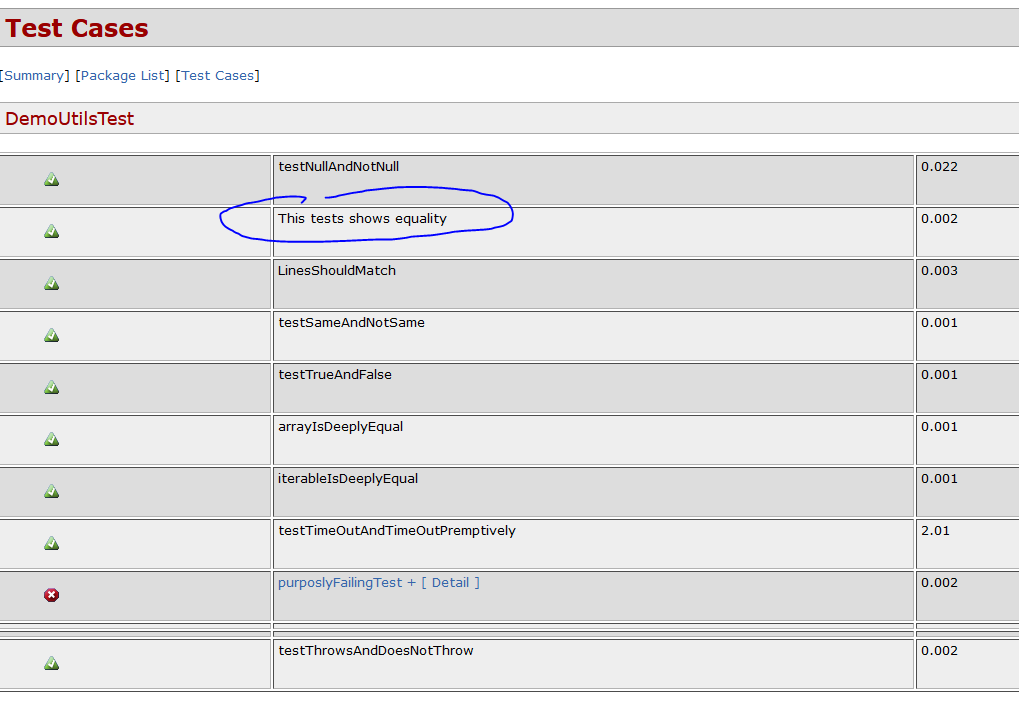 Test Cases
[Summary] [Package List] [Test Cases]
DemoUtilsTest
testNullAndNotNull 0.022
This tests shows equality 0.002
LinesShouldMatch 0.003
testSameAndNotSame 0.001
testTrueAndFalse 0.001
arrayIsDeeplyEqual 0.001
iterableIsDeeplyEqual 0.001
testTimeOutAndTimeOutPremptively 2.01
purposlyFailingTest + [ Detail ] 0.002
testThrowsAndDoesNotThrow 0.002